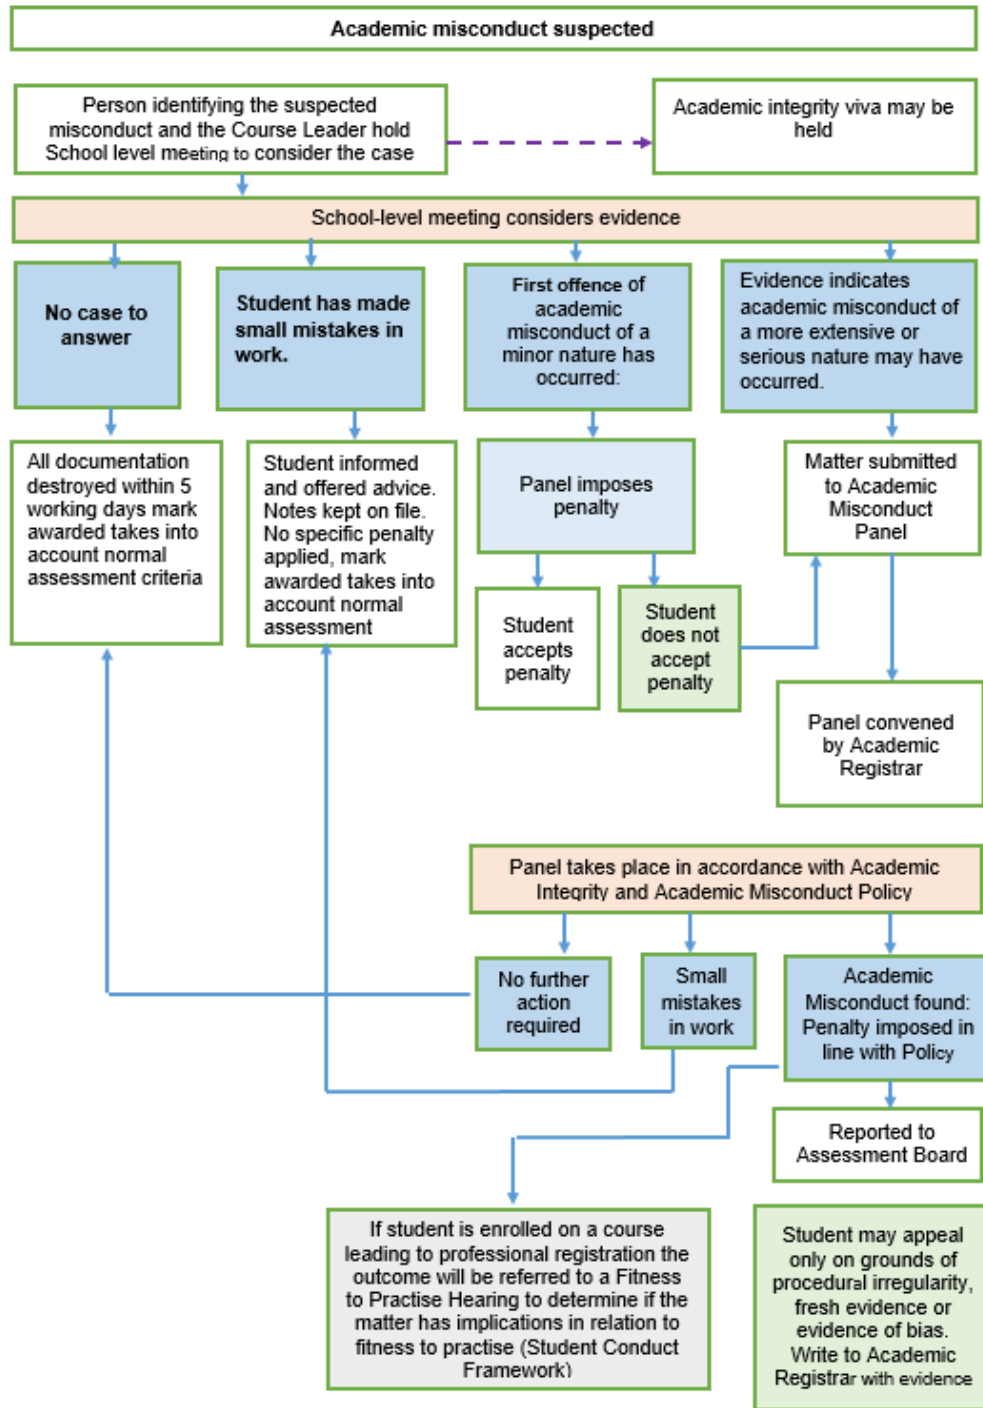 Academic misconduct suspected
Person identifying the suspected
misconduct and the Course Leader hold
School level meeting to consider the case
Academic integrity viva may be
held
School-level meeting considers evidence
No case to
answer
Student has made
small mistakes in
work.
First offence of
academic
misconduct of a
minor nature has
occurred:
Evidence indicates
academic misconduct of
a more extensive or
serious nature may have
occurred.
All documentation
destroyed within 5
working days mark
awarded takes into
account normal
assessment criteria
Student informed
and offered advice.
Notes kept on file.
No specific penalty
applied, mark
awarded takes into
account normal
assessment
Panel imposes
penalty
Matter submitted
to Academic
Misconduct
Panel
Student
accepts
penalty
Student
does not
accept
penalty
Panel convened
by Academic
Registrar
Panel takes place in accordance with Academic
Integrity and Academic Misconduct Policy
No further
action
required
Small
mistakes
in work
Academic
Misconduct found:
Penalty imposed in
line with Policy
Reported to
Assessment Board
If student is enrolled on a course
leading to professional registration the
outcome will be referred to a Fitness
to Practise Hearing to determine if the
matter has implications in relation to
fitness to practise (Student Conduct
Framework)
Student may appeal
only on grounds of
procedural irregularity,
fresh evidence or
evidence of bias.
Write to Academic
Registrar with evidence